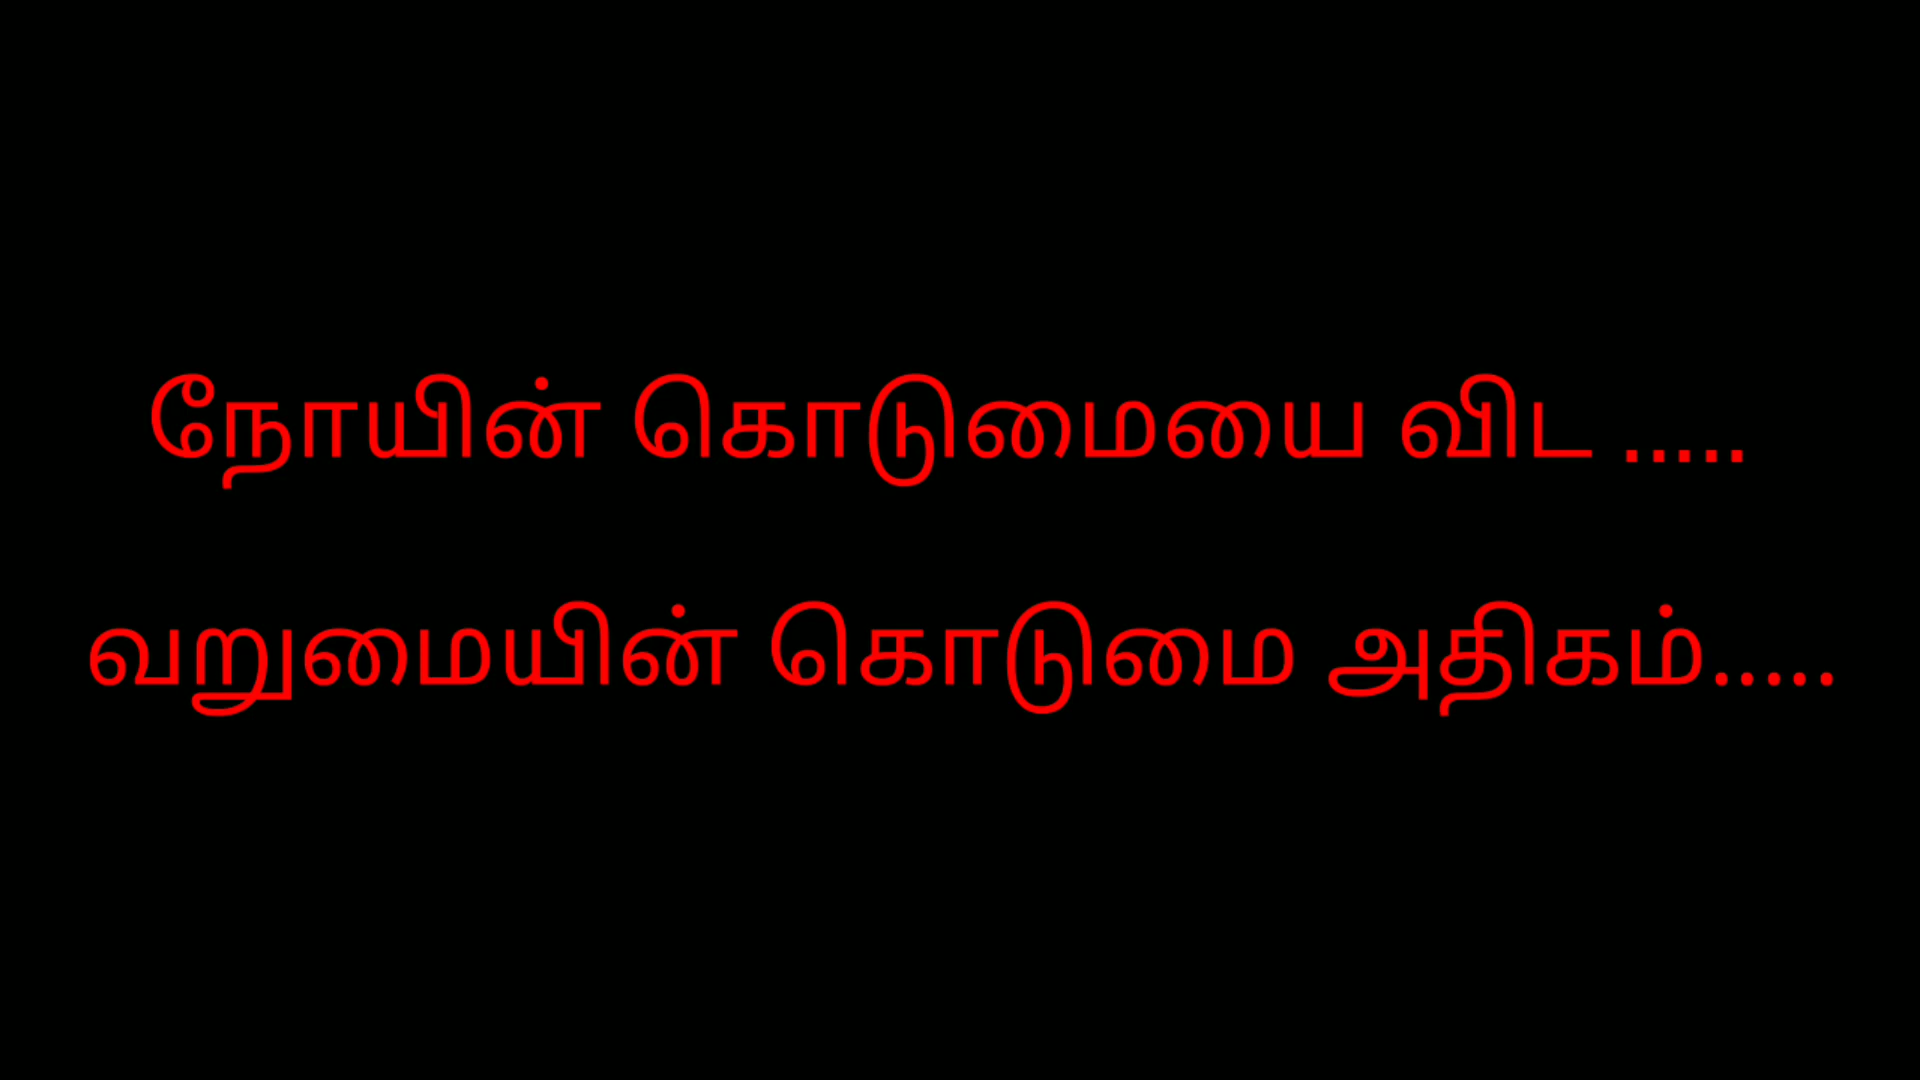 நோயின் கொடுமையை விட .....
வறுமையின் கொடுமை அதிகம்.....